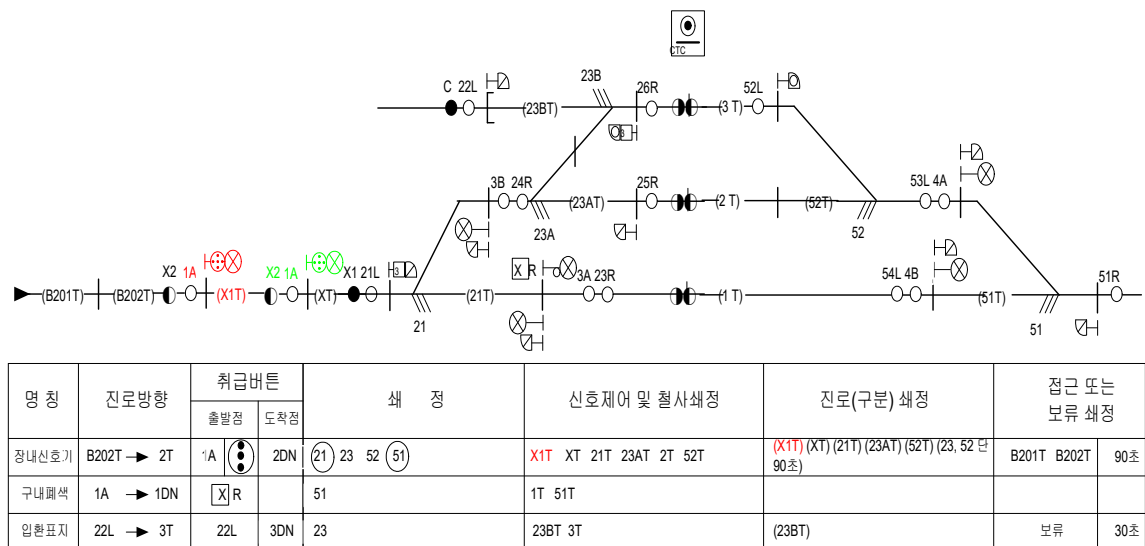 CTC
C 22L
(23BT)
23B
26R
(3 T)
52L
3
3B 24R
23A
(23AT)
25R
(2 T)
(52T)
52
53L 4A
(B201T)
(B202T)
X2 1A
(X1T)
X2 1A
(XT)
X1 21L
3
21
(21T)
X R
3A 23R
(1 T)
54L 4B
(51T)
51
51R
명 칭 진로방향 취급버튼 쇄 정 신호제어 및 철사쇄정 진로(구분) 쇄정 접근 또는
보류 쇄정
출발점 도착점
장내신호기 B202T 2T 1A 2DN 21 23 52 51 X1T XT 21T 23AT 2T 52T (X1T) (XT) (21T) (23AT) (52T) (23, 52 단
90초) B201T B202T 90초
구내폐색 1A 1DN X R 51 1T 51T
입환표지 22L 3T 22L 3DN 23 23BT 3T (23BT) 보류 30초